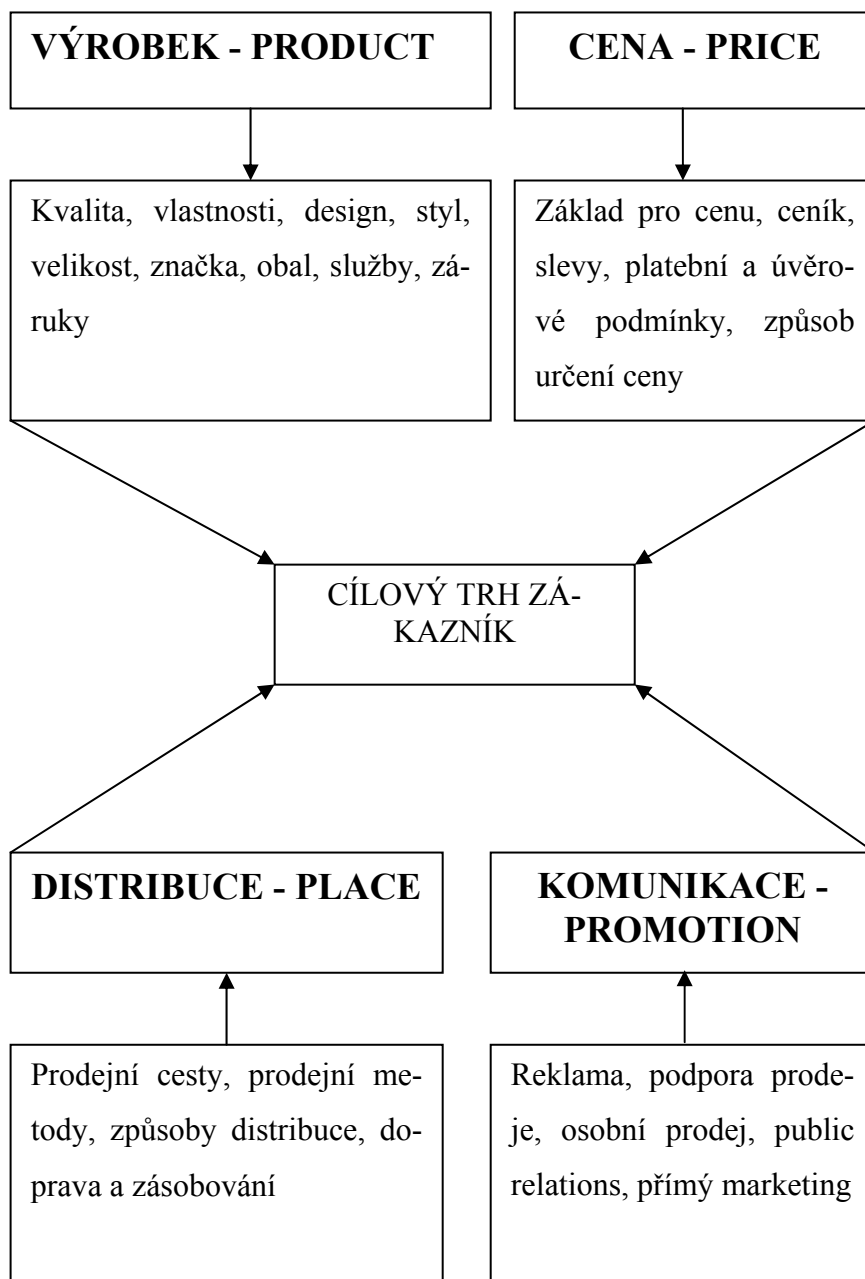 VÝROBEK - PRODUCT
CENA - PRICE
Kvalita, vlastnosti, design, styl,
velikost, značka, obal, služby, zá-
ruky
Základ pro cenu, ceník,
slevy, platební a úvěro-
vé podmínky, způsob
určení ceny
CÍLOVÝ TRH ZÁ-
KAZNÍK
DISTRIBUCE - PLACE
KOMUNIKACE -
PROMOTION
Prodejní cesty, prodejní me-
tody, způsoby distribuce, do-
prava a zásobování
Reklama, podpora prode-
je, osobní prodej, public
relations, přímý marketing